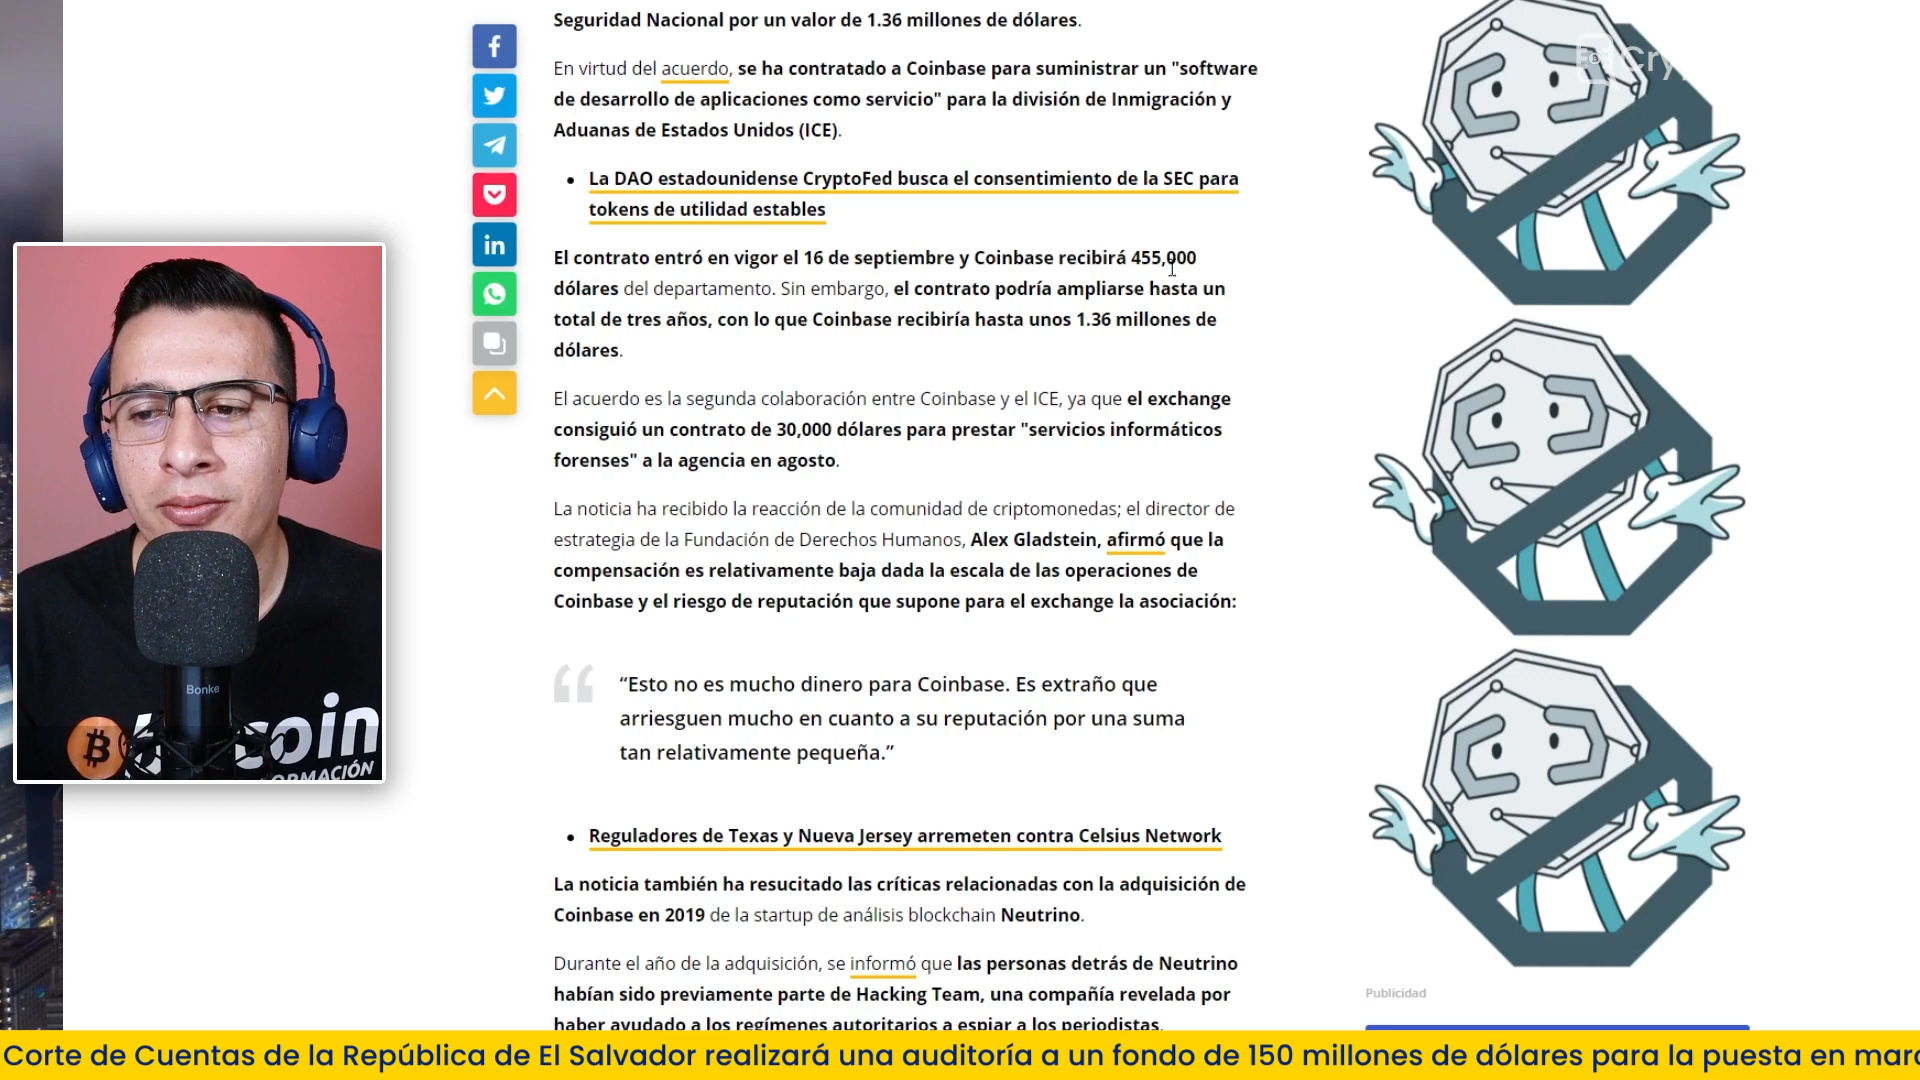 Seguridad Nacional por un valor de 1.36 millones de dólares.
En virtud del acuerdo, se ha contratado a Coinbase para suministrar un "software
de desarrollo de aplicaciones como servicio" para la división de Inmigración y
Aduanas de Estados Unidos (ICE).
La DAO estadounidense CryptoFed busca el consentimiento de la SEC para
tokens de utilidad estables
El contrato entró en vigor el 16 de septiembre y Coinbase recibirá 455,000
dólares del departamento. Sin embargo, el contrato podría ampliarse hasta un
total de tres años, con lo que Coinbase recibiría hasta unos 1.36 millones de
dólares.
El acuerdo es la segunda colaboración entre Coinbase y el ICE, ya que el exchange
consiguió un contrato de 30,000 dólares para prestar "servicios informáticos
forenses" a la agencia en agosto.
La noticia ha recibido la reacción de la comunidad de criptomonedas; el director de
estrategia de la Fundación de Derechos Humanos, Alex Gladstein, afirmó que la
compensación es relativamente baja dada la escala de las operaciones de
Coinbase y el riesgo de reputación que supone para el exchange la asociación:
“Esto no es mucho dinero para Coinbase. Es extraño que
arriesguen mucho en cuanto a su reputación por una suma
tan relativamente pequeña.”
Reguladores de Texas y Nueva Jersey arremeten contra Celsius Network
La noticia también ha resucitado las críticas relacionadas con la adquisición de
Coinbase en 2019 de la startup de análisis blockchain Neutrino.
Durante el año de la adquisición, se informó que las personas detrás de Neutrino
habían sido previamente parte de Hacking Team, una compañía revelada por
haber ayudado a los regímenes autoritarios a espiar a los periodistas.
Bonke
coin
Publicidad
Corte de Cuentas de la República de El Salvador realizará una auditoría a un fondo de 150 millones de dólares para la puesta en marc